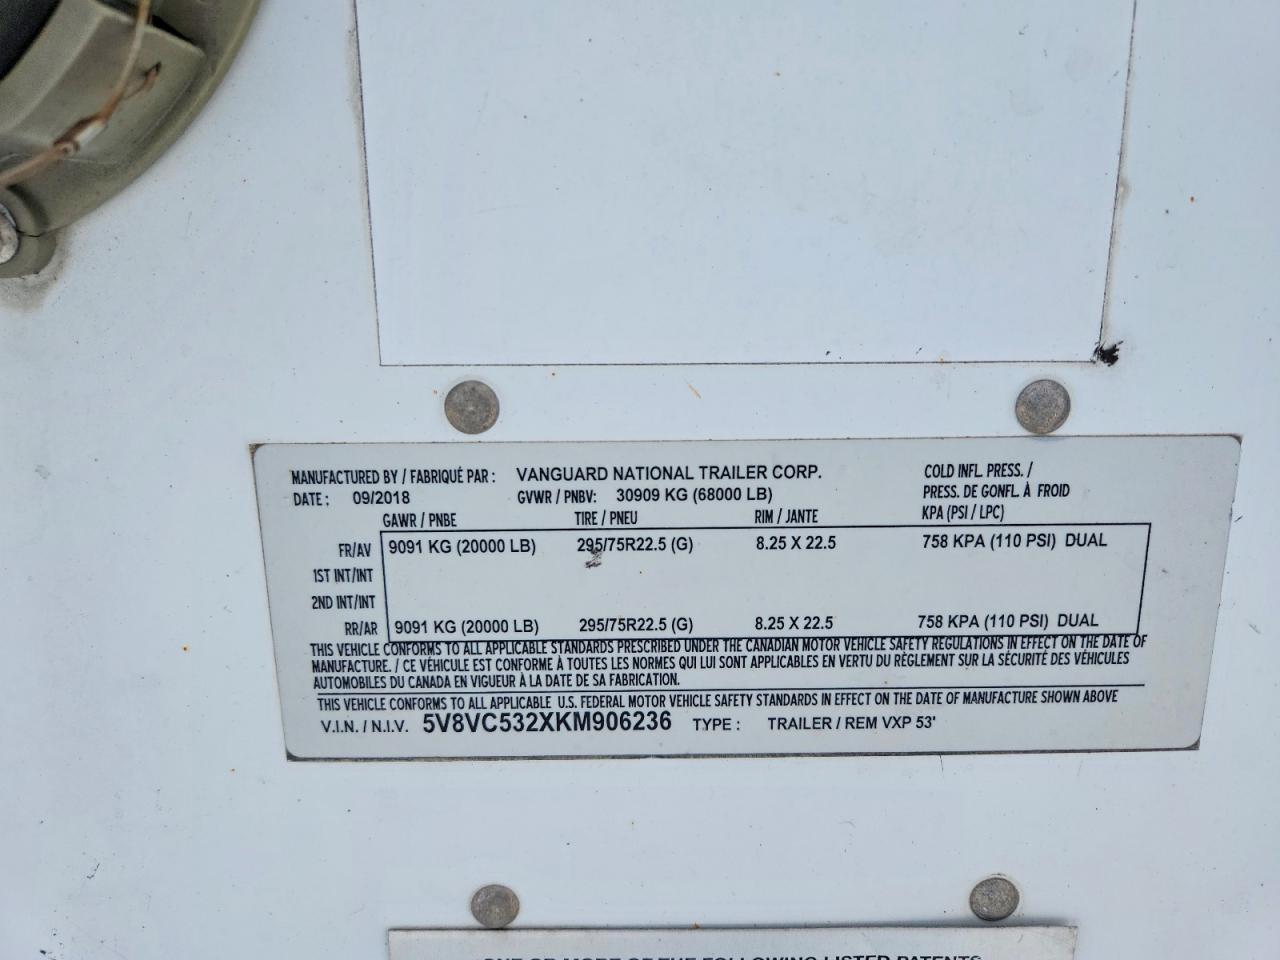 MANUFACTURED BY / FABRIQUÉ PAR : VANGUARD NATIONAL TRAILER CORP. COLD INFL. PRESS. /
DATE : 09/2018 GVWR / PNBV: 30909 KG (68000 LB) PRESS. DE GONFL. À FROID
GAWR / PNBE TIRE / PNEU RIM / JANTE KPA (PSI / LPC)
FR/AV 9091 KG (20000 LB) 295/75R22.5 (G) 8.25 X 22.5 758 KPA (110 PSI) DUAL
1ST INT/INT
2ND INT/INT
RR/AR 9091 KG (20000 LB) 295/75R22.5 (G) 8.25 X 22.5 758 KPA (110 PSI) DUAL
THIS VEHICLE CONFORMS TO ALL APPLICABLE STANDARDS PRESCRIBED UNDER THE CANADIAN MOTOR VEHICLE SAFETY REGULATIONS IN EFFECT ON THE DATE OF
MANUFACTURE. / CE VÉHICULE EST CONFORME À TOUTES LES NORMES QUI LUI SONT APPLICABLES EN VERTU DU RÈGLEMENT SUR LA SÉCURITÉ DES VÉHICULES
AUTOMOBILES DU CANADA EN VIGUEUR À LA DATE DE SA FABRICATION.
THIS VEHICLE CONFORMS TO ALL APPLICABLE U.S. FEDERAL MOTOR VEHICLE SAFETY STANDARDS IN EFFECT ON THE DATE OF MANUFACTURE SHOWN ABOVE
V.I.N. / N.I.V. 5V8VC532XKM906236 TYPE : TRAILER / REM VXP 53'
ONE OR MORE OF THE FOLLOWING LISTED PATENTS